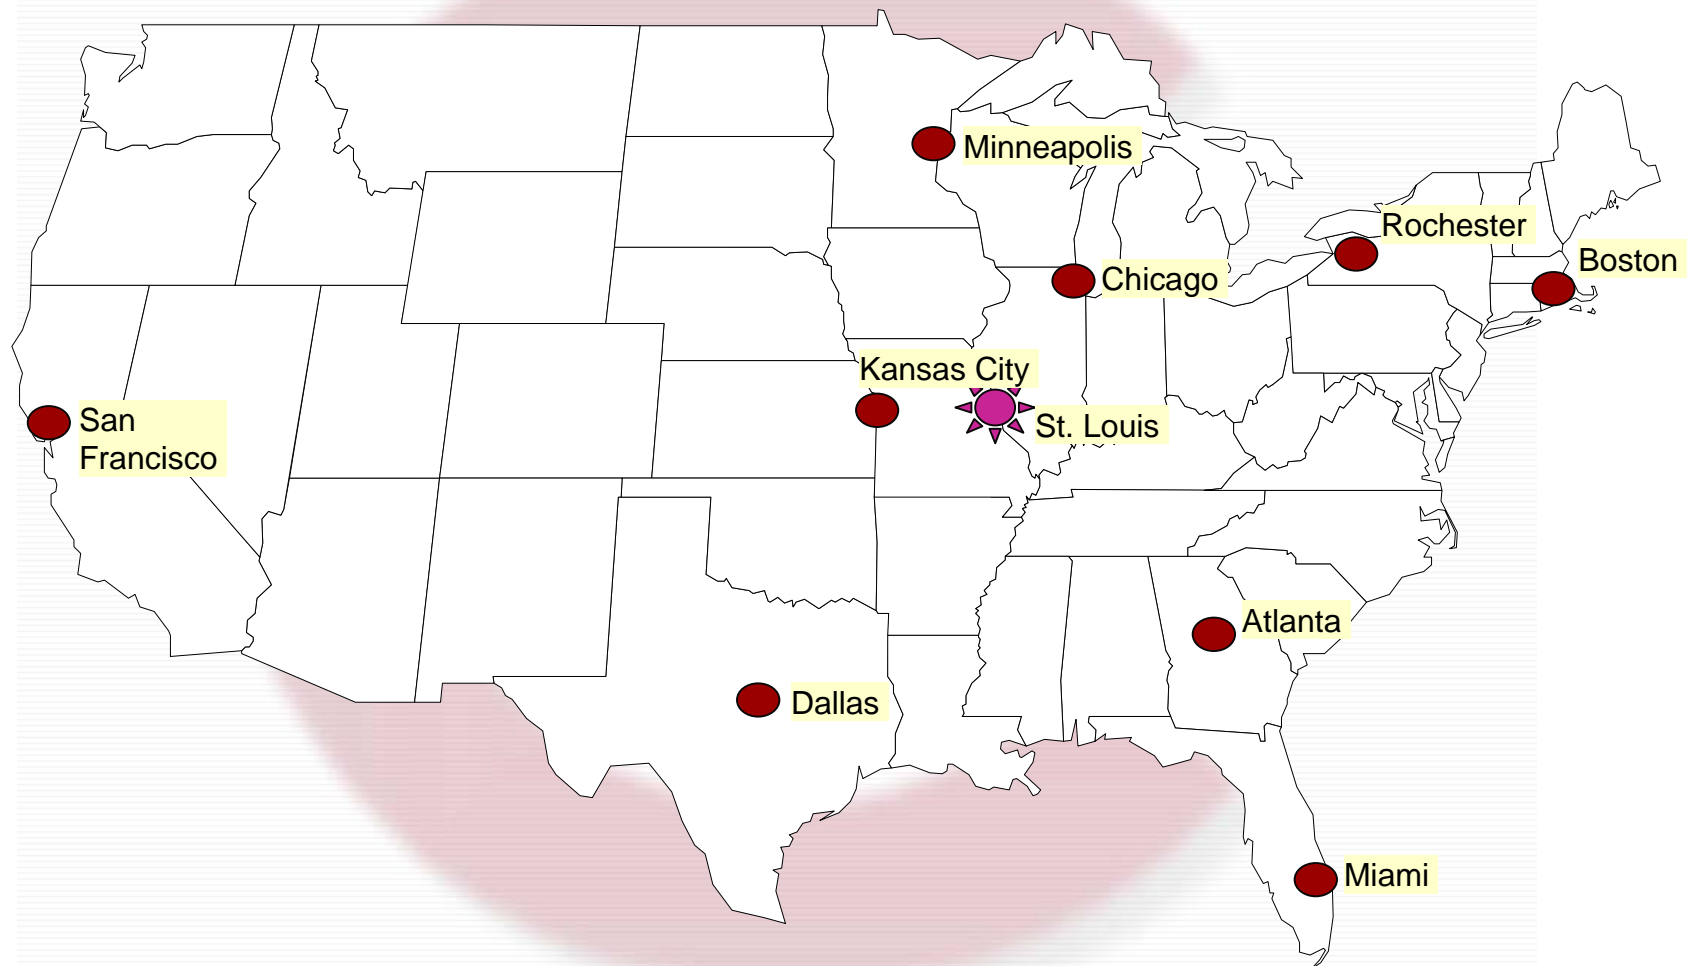 Minneapolis
Rochester
Boston
Chicago
Kansas City
San
Francisco
St. Louis
Atlanta
Dallas
Miami